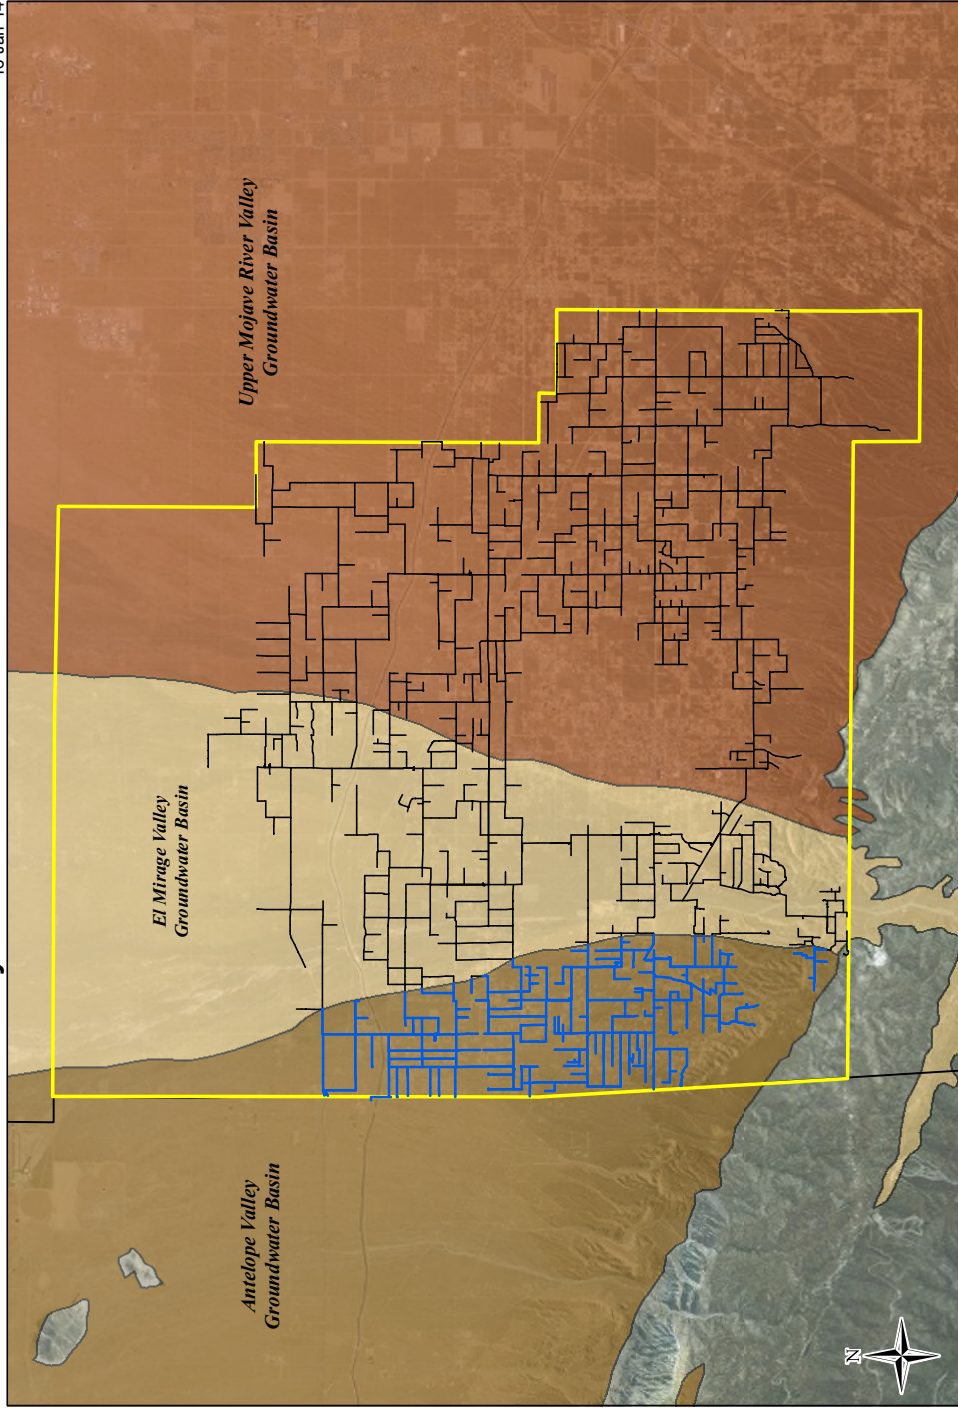 Upper Mojave River Valley
Groundwater Basin
El Mirage Valley
Groundwater Basin
Antelope Valley
Groundwater Basin
N